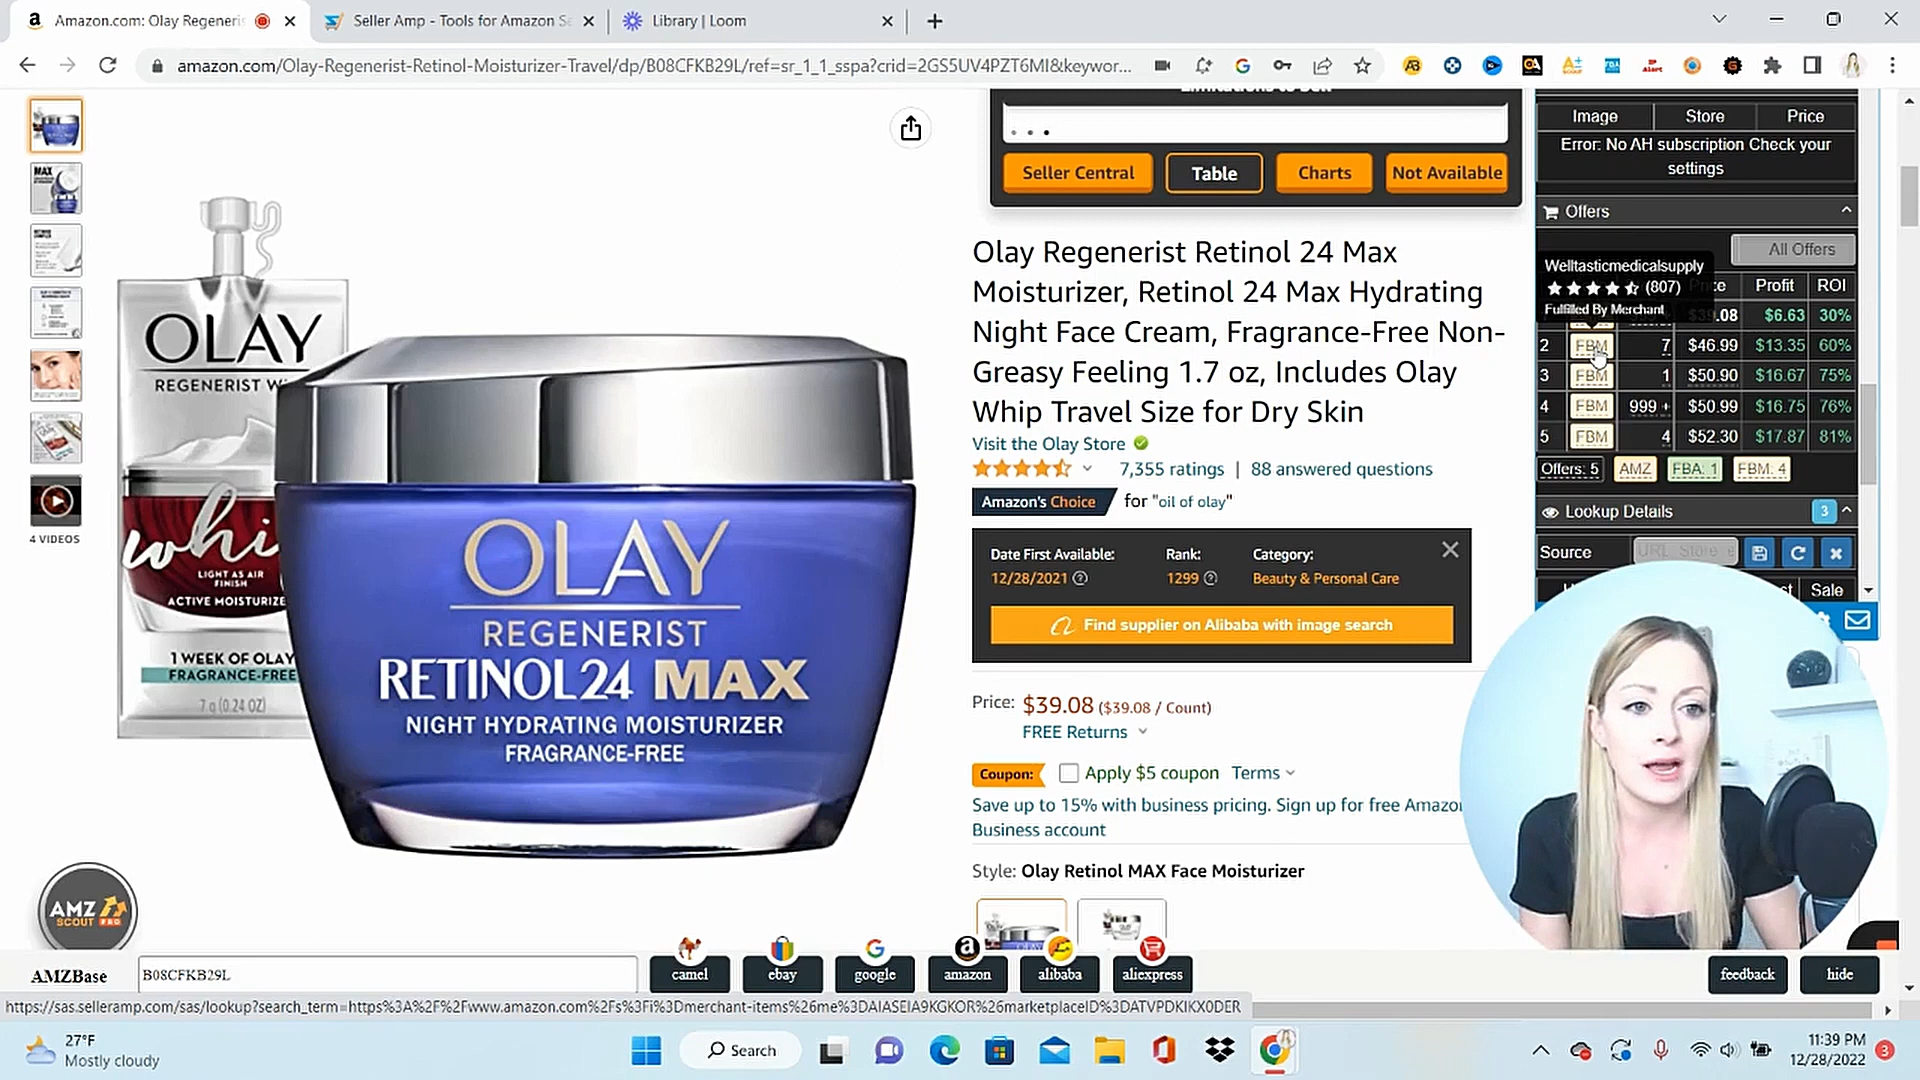 Amazon.com: Olay Regeneris
Seller Amp - Tools for Amazon Se
Library | Loom
amazon.com/Olay-Regenerist-Retinol-Moisturizer-Travel/dp/B08CFKB29L/ref=sr_1_1_sspa?crid=2GS5UV4PZT6MI&keywor...
MAX
4 VIDEOS
OLAY
REGENERIST W
whi
LIGHT AS AIR
FINISH
ACTIVE MOISTURIZE
1 WEEK OF OLAY
FRAGRANCE-FREE
7 g (0.24 OZ)
OLAY
REGENERIST
RETINOL24 MAX
NIGHT HYDRATING MOISTURIZER
FRAGRANCE-FREE
AMZ
SCOUT PRO
...
Seller Central
Table
Charts
Not Available
Olay Regenerist Retinol 24 Max
Moisturizer, Retinol 24 Max Hydrating
Night Face Cream, Fragrance-Free Non-
Greasy Feeling 1.7 oz, Includes Olay
Whip Travel Size for Dry Skin
Visit the Olay Store
7,355 ratings | 88 answered questions
Amazon's Choice for "oil of olay"
Date First Available: Rank: Category:
12/28/2021 1299 Beauty & Personal Care
Find supplier on Alibaba with image search
Price: $39.08 ($39.08 / Count)
FREE Returns
Coupon: Apply $5 coupon Terms
Save up to 15% with business pricing. Sign up for free Amazo
Business account
Style: Olay Retinol MAX Face Moisturizer
Image Store Price
Error: No AH subscription Check your
settings
Offers
All Offers
Welltasticmedicalsupply
(807)
Fulfilled By Merchant
ce Profit ROI
.08 $6.63 30%
2 FBM 7 $46.99 $13.35 60%
3 FBM 1 $50.90 $16.67 75%
4 FBM 999 + $50.99 $16.75 76%
5 FBM 4 $52.30 $17.87 81%
Offers: 5 AMZ FBA: 1 FBM: 4
Lookup Details 3
Source
Sale
AMZBase B08CFKB29L
camel ebay google amazon alibaba aliexpress
feedback hide
https://sas.selleramp.com/sas/lookup?search_term=https%3A%2F%2Fwww.amazon.com%2Fs%3Fi%3Dmerchant-items%26me%3DAIASEIA9KGKOR%26marketplaceID%3DATVPDKIKX0DER
27°F
Mostly cloudy
Search
11:39 PM
12/28/2022
3